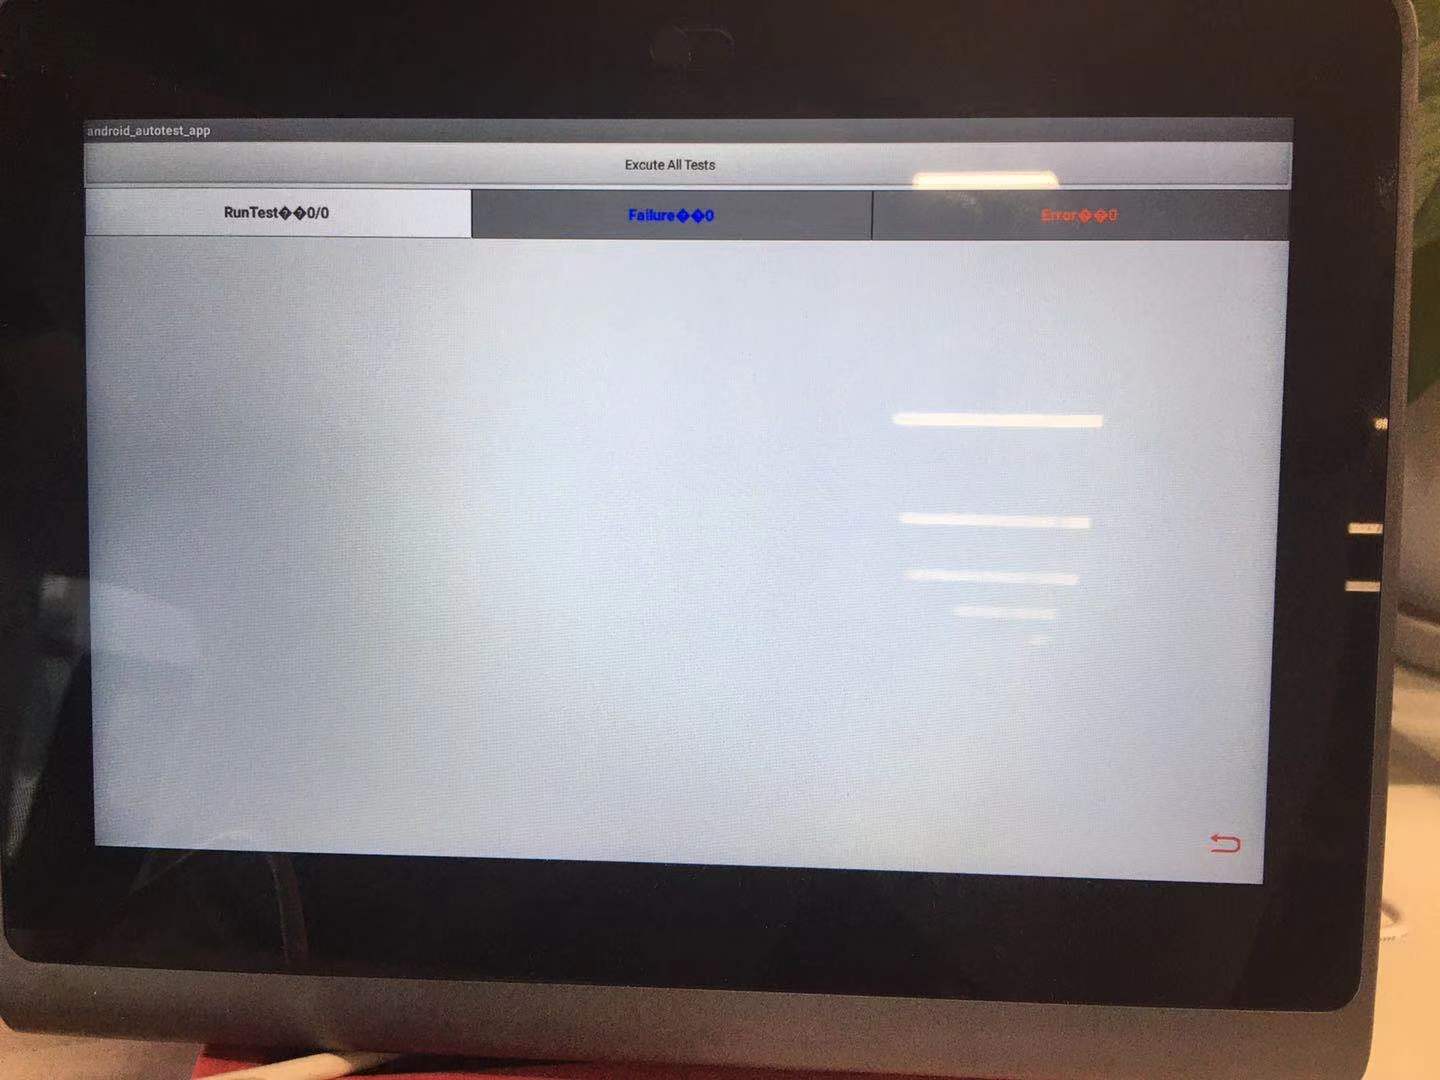 android_autotest_app
Excute All Tests
RunTest��0/0
Failure��0
Error��0